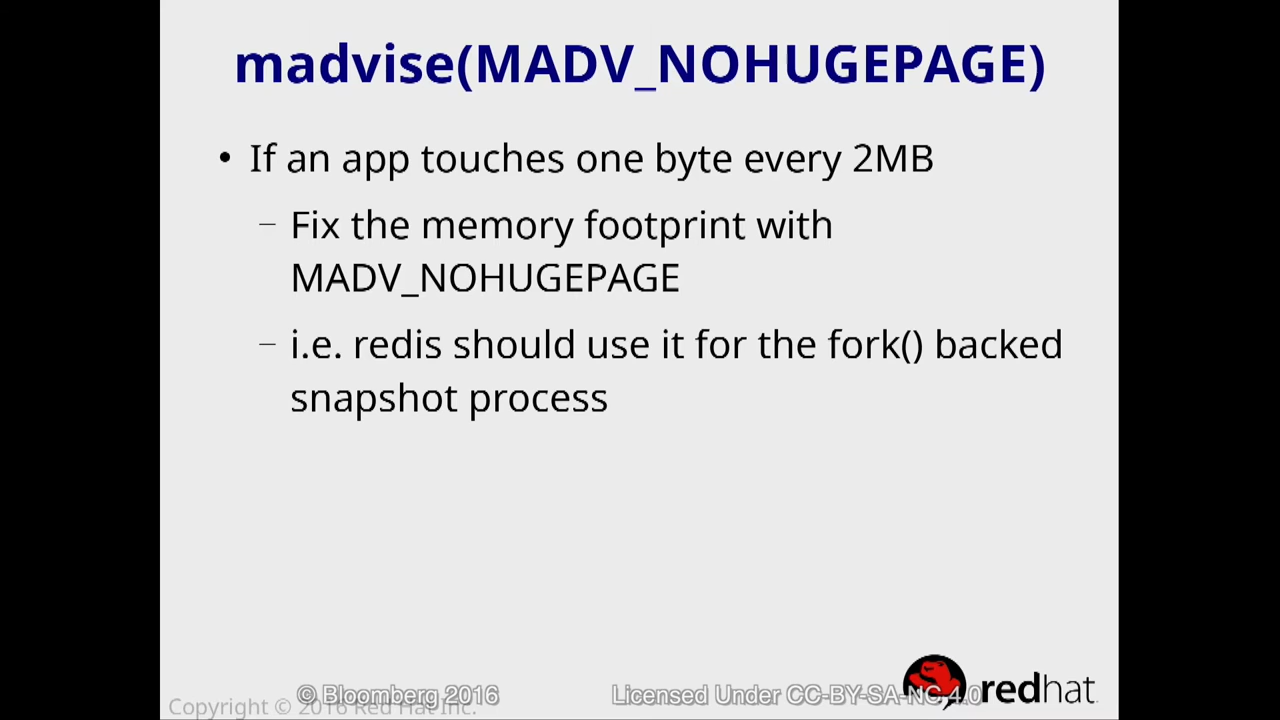 madvise(MADV_NOHUGEPAGE)
• If an app touches one byte every 2MB
– Fix the memory footprint with
MADV_NOHUGEPAGE
– i.e. redis should use it for the fork() backed
snapshot process
© Bloomberg 2016
Licensed Under CC-BY-SA-NC-4.0
redhat.
Copyright © 2016 Red Hat Inc.